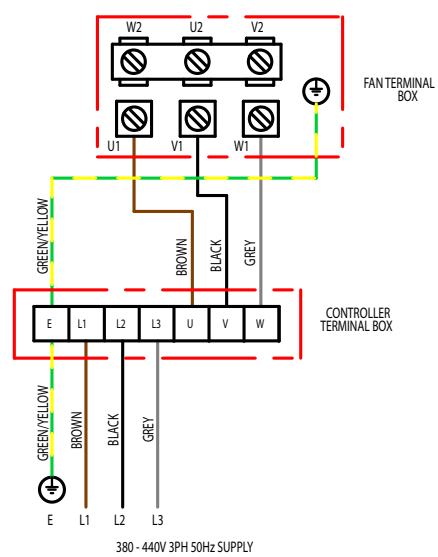 W2 U2 V2
FAN TERMINAL
BOX
U1 V1 W1
GREEN/YELLOW
BROWN
BLACK
GREY
CONTROLLER
TERMINAL BOX
E L1 L2 L3 U V W
GREEN/YELLOW
BROWN
BLACK
GREY
E L1 L2 L3
380 - 440V 3PH 50Hz SUPPLY